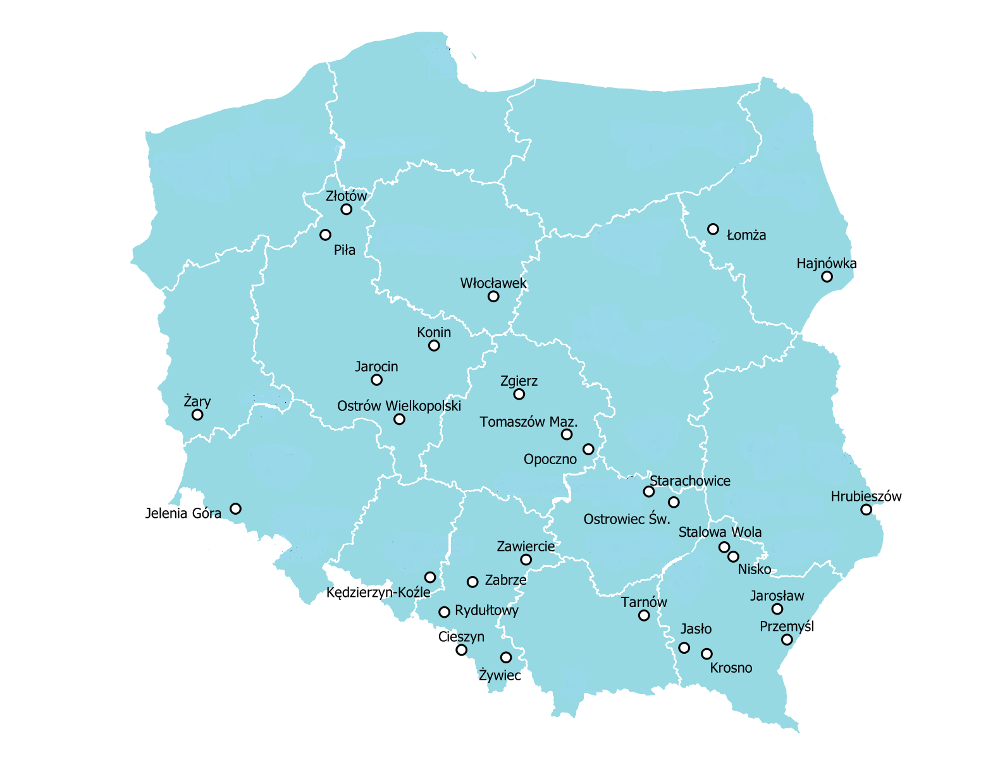 Złotów
Piła
Łomża
Hajnówka
Włocławek
Konin
Jarocin
Zgierz
Żary
Ostrów Wielkopolski
Tomaszów Maz.
Opoczno
Starachowice
Hrubieszów
Jelenia Góra
Ostrowiec Św.
Stalowa Wola
Zawiercie
Nisko
Zabrze
Kędzierzyn-Koźle
Jarosław
Tarnów
Rydułtowy
Przemyśl
Jasło
Cieszyn
Krosno
Żywiec